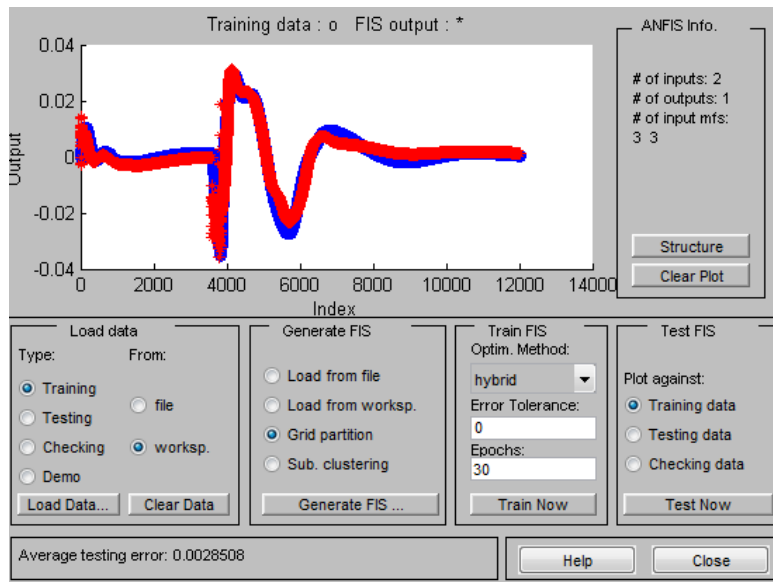 Training data : o   FIS output : *
0.04
0.02
0
-0.02
-0.04
Output
0
2000
4000
6000
8000
10000
12000
14000
Index
ANFIS Info.
# of inputs: 2
# of outputs: 1
# of input mfs:
3  3
Structure
Clear Plot
Load data
Type:
From:
Training
Testing
Checking
Demo
file
worksp.
Load Data...
Clear Data
Generate FIS
Load from file
Load from worksp.
Grid partition
Sub. clustering
Generate FIS ...
Train FIS
Optim. Method:
hybrid
Error Tolerance:
0
Epochs:
30
Train Now
Test FIS
Plot against:
Training data
Testing data
Checking data
Test Now
Average testing error: 0.0028508
Help
Close